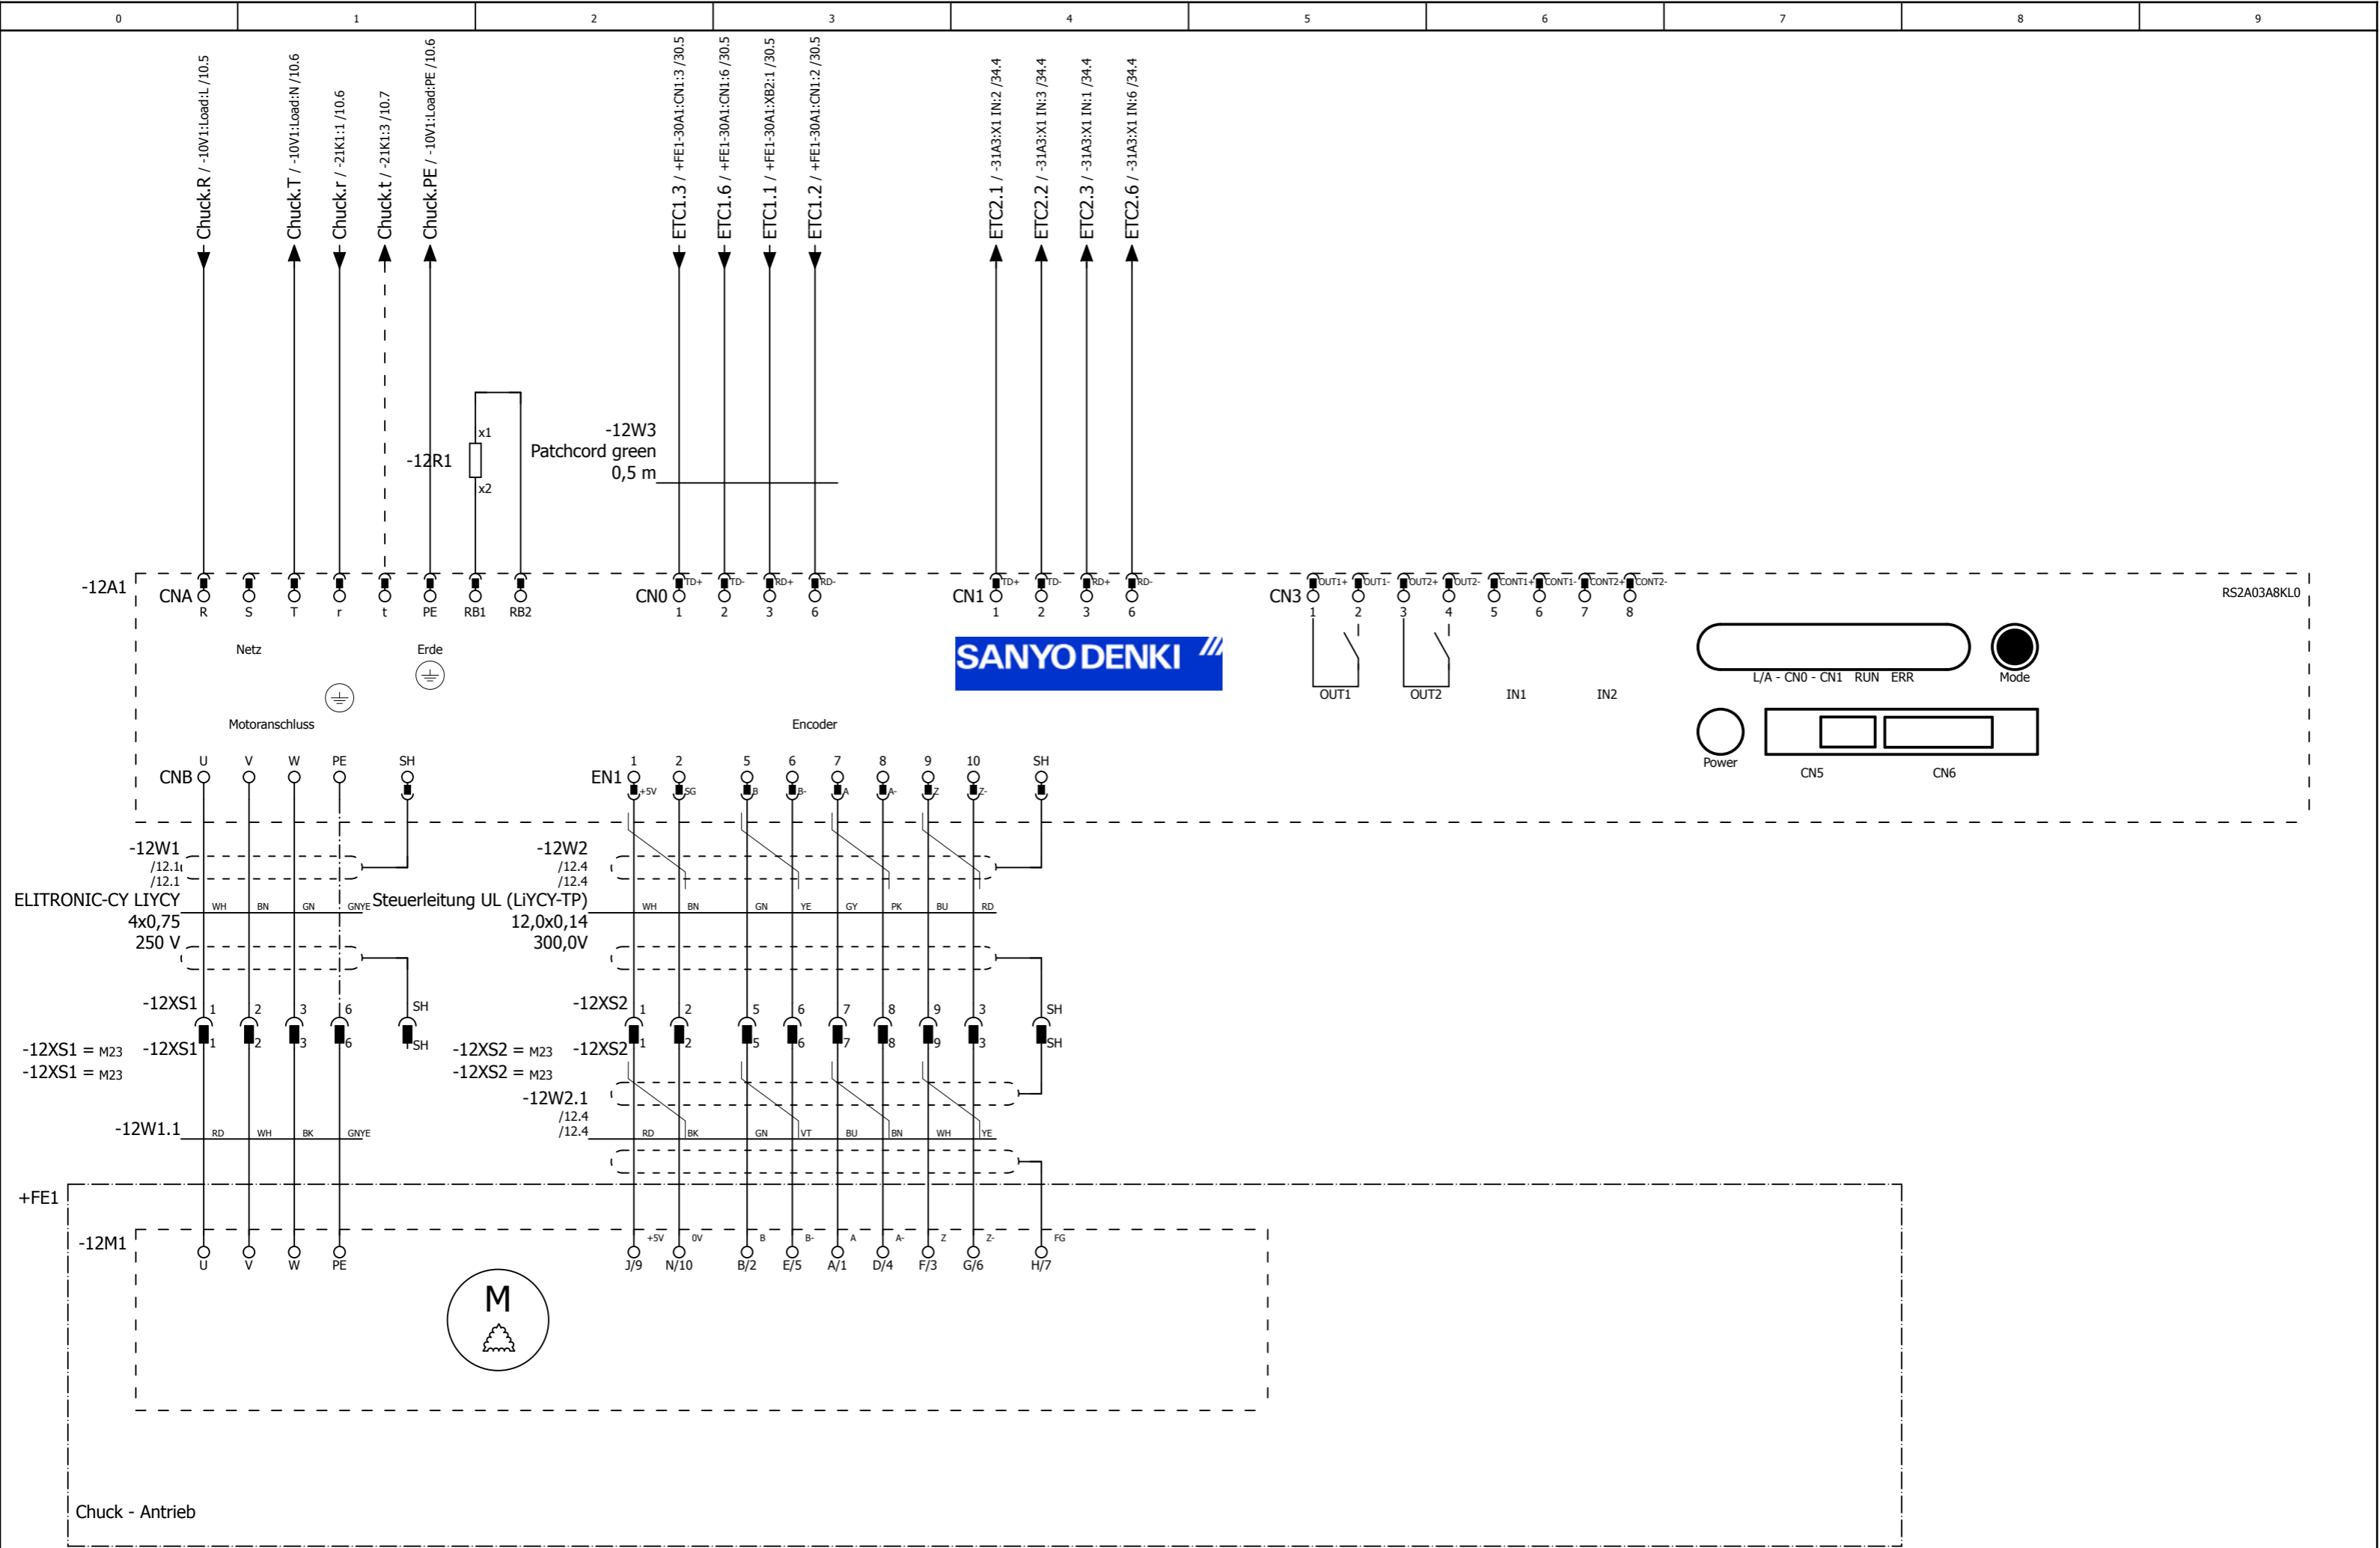 0 1 2 3 4 5 6 7 8 9
Chuck.R / -10V1:Load:L /10.5
Chuck.T / -10V1:Load:N /10.6
Chuck.r / -21K1:1 /10.6
Chuck.t / -21K1:3 /10.7
Chuck.PE / -10V1:Load:PE /10.6
ETC1.3 / +FE1-30A1:CN1:3 /30.5
ETC1.6 / +FE1-30A1:CN1:6 /30.5
ETC1.1 / +FE1-30A1:XB2:1 /30.5
ETC1.2 / +FE1-30A1:CN1:2 /30.5
ETC2.1 / -31A3:X1 IN:2 /34.4
ETC2.2 / -31A3:X1 IN:3 /34.4
ETC2.3 / -31A3:X1 IN:1 /34.4
ETC2.6 / -31A3:X1 IN:6 /34.4
x1
-12R1
x2
-12W3
Patchcord green
0,5 m
-12A1
CNA
R S T r t PE RB1 RB2
CN0
TD+ TD- RD+ RD-
1 2 3 6
CN1
TD+ TD- RD+ RD-
1 2 3 6
CN3
OUT1+ OUT1- OUT2+ OUT2- CONT1+ CONT1- CONT2+ CONT2-
1 2 3 4 5 6 7 8
RS2A03A8KL0
Netz
Erde
SANYO DENKI
OUT1 OUT2 IN1 IN2
L/A - CN0 - CN1 RUN ERR
Mode
Motoranschluss
Encoder
Power
CN5
CN6
CNB
U V W PE SH
EN1
1 2 5 6 7 8 9 10 SH
+5V SG B B- A A- Z Z-
-12W1
/12.1
/12.1
ELITRONIC-CY LIYCY
4x0,75
250 V
WH BN GN GNYE
-12W2
/12.4
/12.4
Steuerleitung UL (LiYCY-TP)
12,0x0,14
300,0V
WH BN GN YE GY PK BU RD
-12XS1
1 2 3 6 SH
-12XS1
1 2 3 6 SH
-12XS1 = M23
-12XS1 = M23
-12XS2
1 2 5 6 7 8 9 3 SH
-12XS2
1 2 5 6 7 8 9 3 SH
-12XS2 = M23
-12XS2 = M23
-12W1.1
RD WH BK GNYE
-12W2.1
/12.4
/12.4
RD BK GN VT BU BN WH YE
+FE1
-12M1
U V W PE
+5V 0V B B- A A- Z Z- FG
J/9 N/10 B/2 E/5 A/1 D/4 F/3 G/6 H/7
M
Chuck - Antrieb